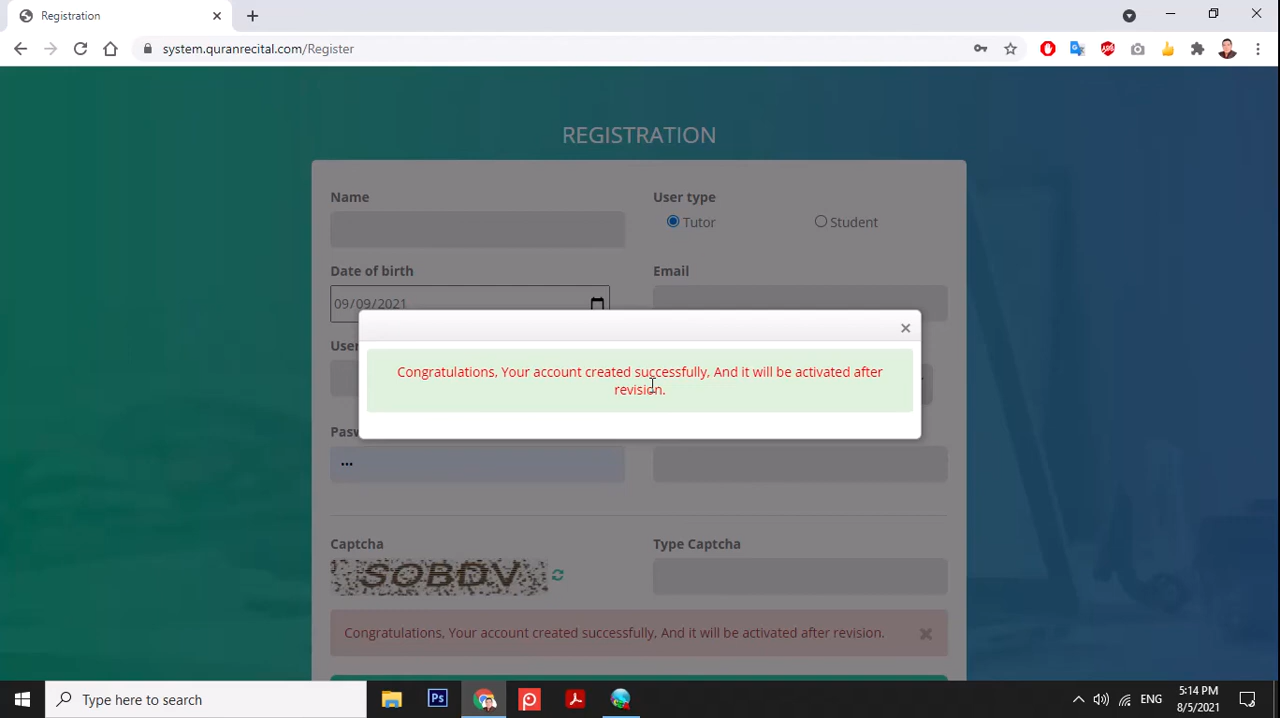 Registration
system.quranrecital.com/Register
REGISTRATION
Name
User type
Tutor
Student
Date of birth
Email
09/09/2021
User
Congratulations, Your account created successfully, And it will be activated after
revision.
Pasw
•••
Captcha
Type Captcha
SOBDV
Congratulations, Your account created successfully, And it will be activated after revision.
Ps
Type here to search
ENG
5:14 PM
8/5/2021